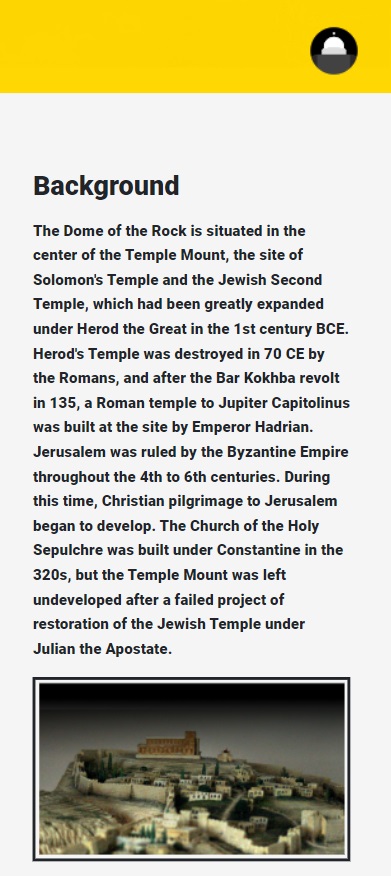 Background
The Dome of the Rock is situated in the
center of the Temple Mount, the site of
Solomon's Temple and the Jewish Second
Temple, which had been greatly expanded
under Herod the Great in the 1st century BCE.
Herod's Temple was destroyed in 70 CE by
the Romans, and after the Bar Kokhba revolt
in 135, a Roman temple to Jupiter Capitolinus
was built at the site by Emperor Hadrian.
Jerusalem was ruled by the Byzantine Empire
throughout the 4th to 6th centuries. During
this time, Christian pilgrimage to Jerusalem
began to develop. The Church of the Holy
Sepulchre was built under Constantine in the
320s, but the Temple Mount was left
undeveloped after a failed project of
restoration of the Jewish Temple under
Julian the Apostate.